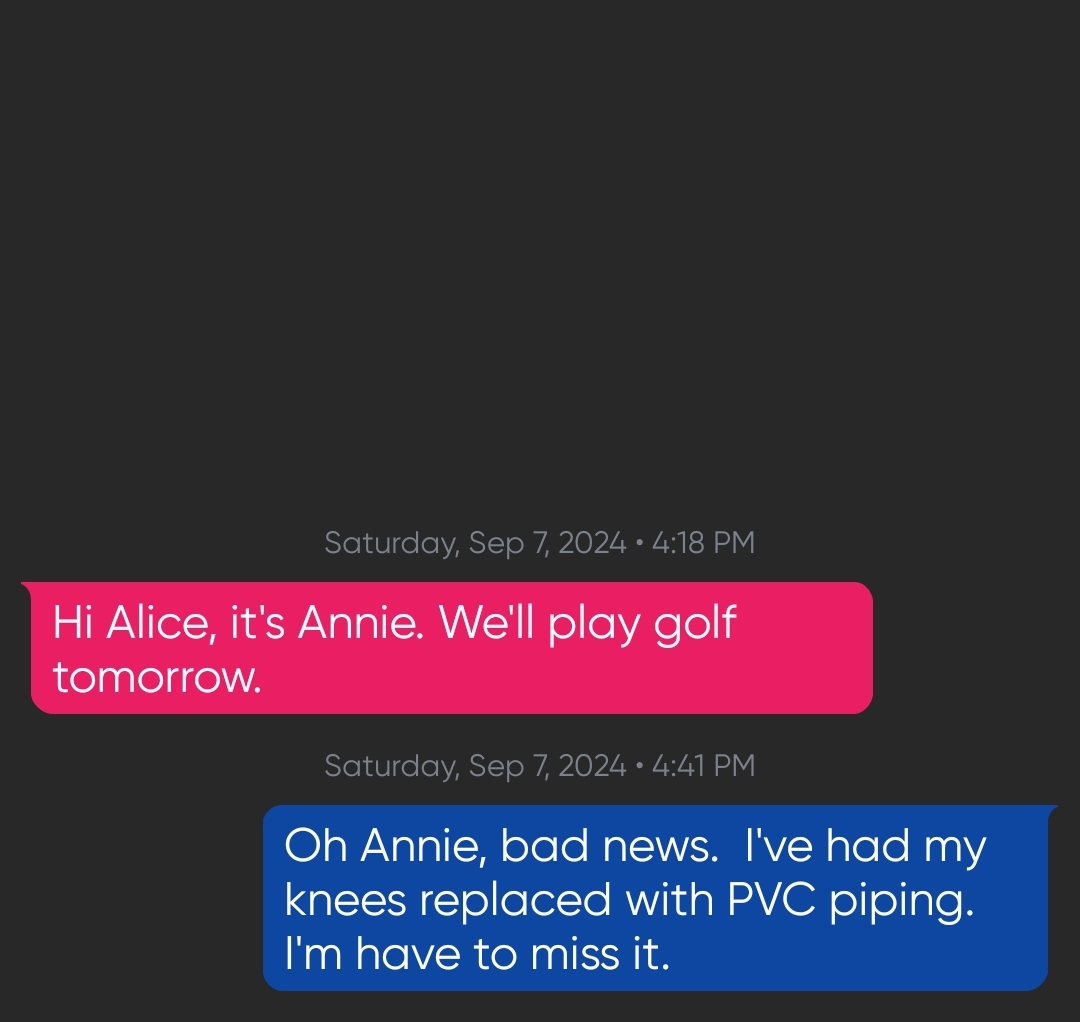 Saturday, Sep 7, 2024 • 4:18 PM
Hi Alice, it's Annie. We'll play golf
tomorrow.
Saturday, Sep 7, 2024 • 4:41 PM
Oh Annie, bad news.  I've had my
knees replaced with PVC piping.
I'm have to miss it.